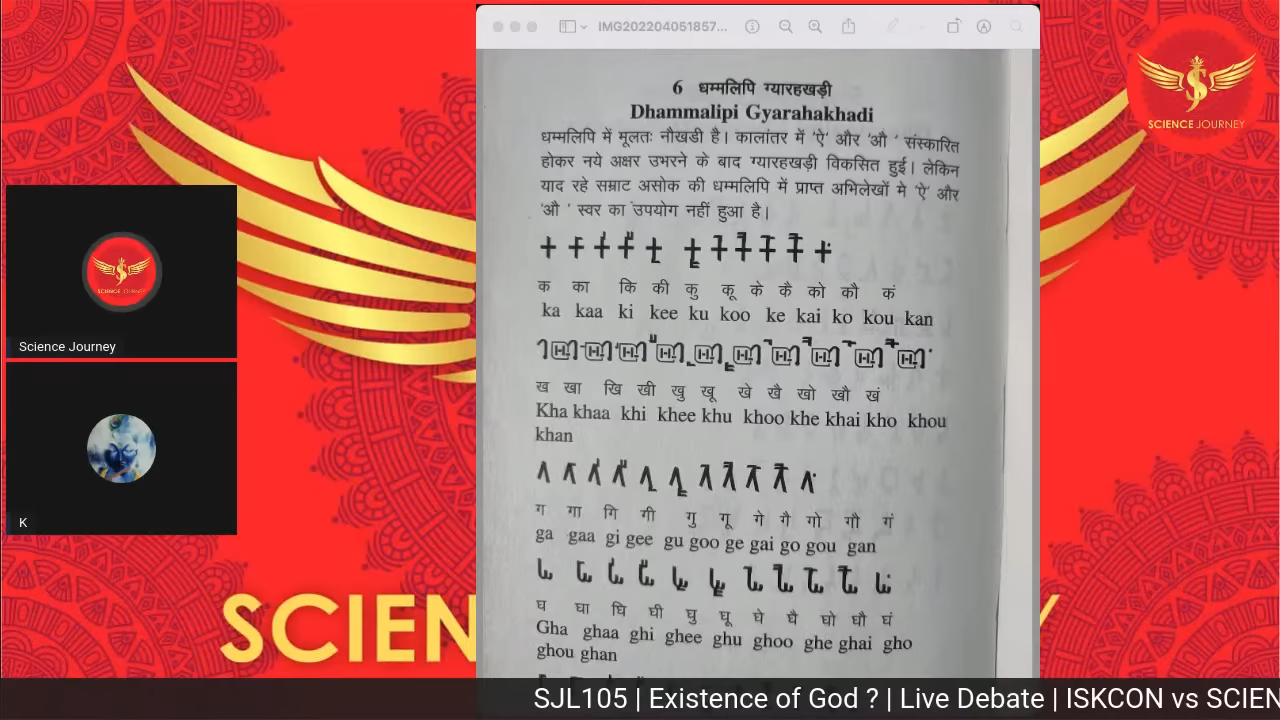 IMG202204051857...
6 धम्मलिपि ग्यारहखड़ी
Dhammalipi Gyarahakhadi
धम्मलिपि में मूलतः नौखडी है। कालांतर में 'ऐ' और 'औ ' संस्कारित
होकर नये अक्षर उभरने के बाद ग्यारहखड़ी विकसित हुई। लेकिन
याद रहे सम्राट असोक की धम्मलिपि में प्राप्त अभिलेखों मे 'ऐ' और
'औ ' स्वर का उपयोग नहीं हुआ है।
क का कि की कु कू के कै को कौ कं
ka kaa ki kee ku koo ke kai ko kou kan
ख खा खि खी खु खू खे खै खो खौ खं
Kha khaa khi khee khu khoo khe khai kho khou
khan
ग गा गि गी गु गू गे गै गो गौ गं
ga gaa gi gee gu goo ge gai go gou gan
घ घा घि घी घु घू घे घै घो घौ घं
Gha ghaa ghi ghee ghu ghoo ghe ghai gho
ghou ghan
SCIENCE JOURNEY
SCIENCE JOURNEY
Science Journey
K
SCIEN
SJL105 | Existence of God ? | Live Debate | ISKCON vs SCIEN